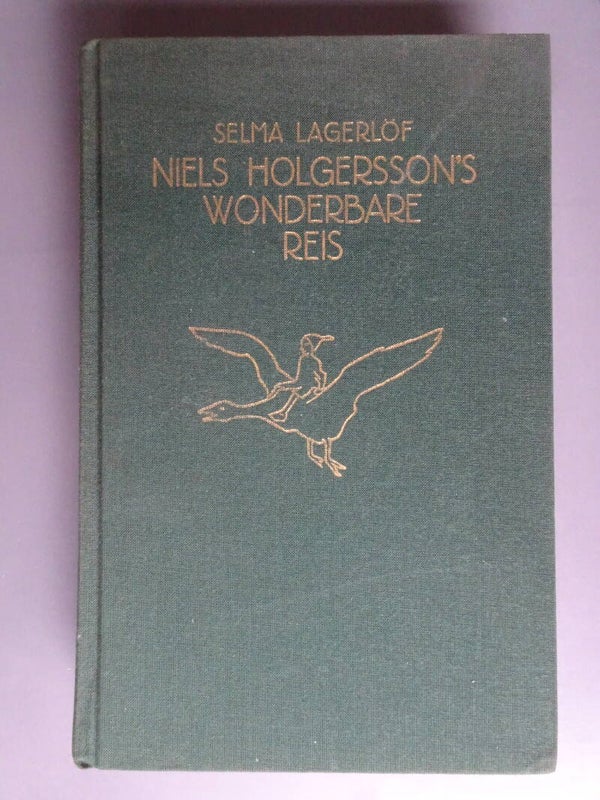 SELMA LAGERLÖF
NIELS HOLGERSSON'S
WONDERBARE
REIS